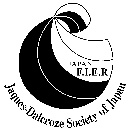 JAPAN
F.I.E.R.
Jaques-Dalcroze Society of Japan